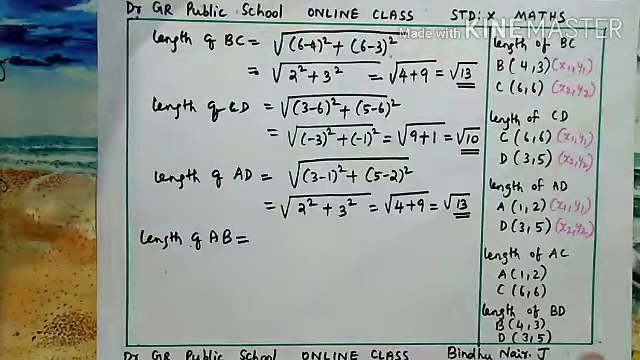 Dr GR Public School ONLINE CLASS STD: X MATHS
Made with KINEMASTER
length of BC = √(6-4)² + (6-3)²
= √2² + 3² = √4+9 = √13
length of CD = √(3-6)² + (5-6)²
= √(-3)² + (-1)² = √9+1 = √10
length of AD = √(3-1)² + (5-2)²
= √2² + 3² = √4+9 = √13
length of AB =
length of BC
B(4,3) (x₁,y₁)
C(6,6) (x₂,y₂)
length of CD
C(6,6) (x₁,y₁)
D(3,5) (x₂,y₂)
length of AD
A(1,2) (x₁,y₁)
D(3,5) (x₂,y₂)
length of AC
A(1,2)
C(6,6)
length of BD
B(4,3)
D(3,5)
Dr GR Public School ONLINE CLASS Bindhu Nair. J